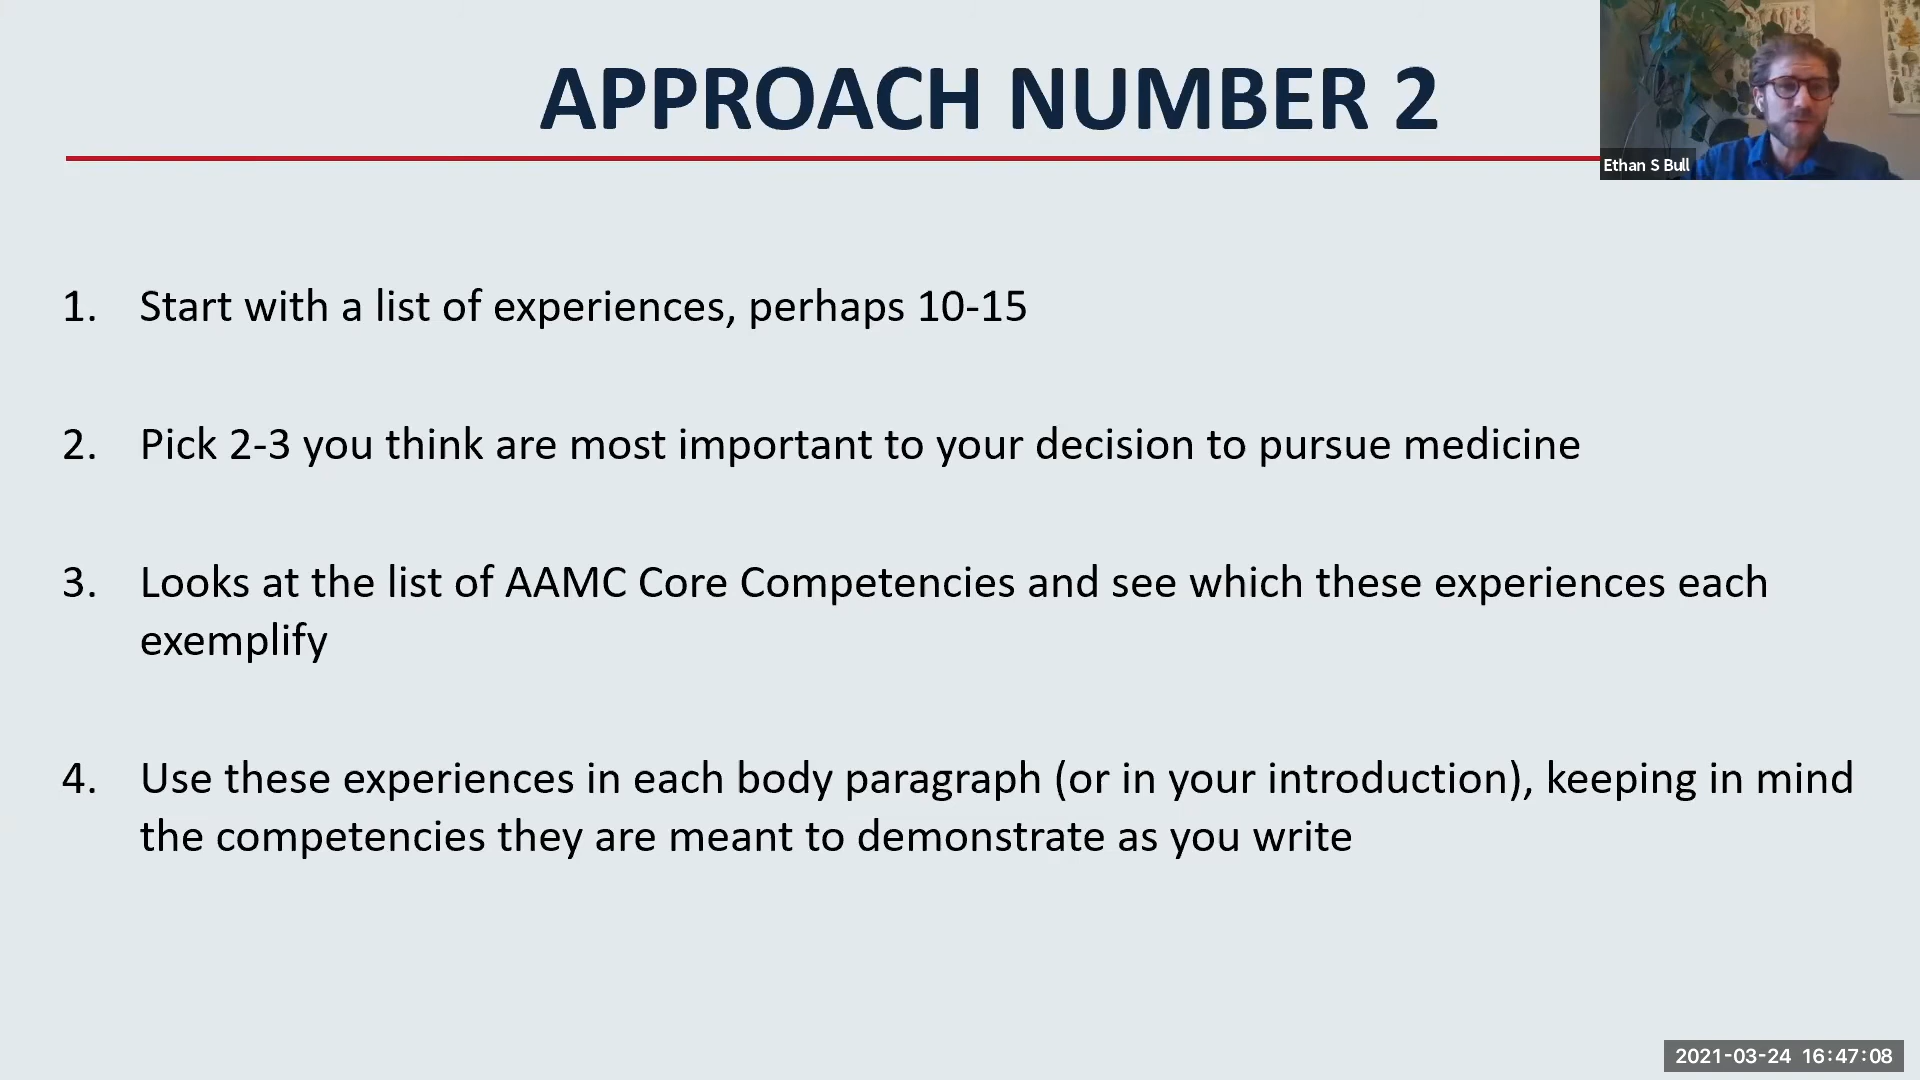 APPROACH NUMBER 2
Ethan S Bull
1. Start with a list of experiences, perhaps 10-15
2. Pick 2-3 you think are most important to your decision to pursue medicine
3. Looks at the list of AAMC Core Competencies and see which these experiences each
exemplify
4. Use these experiences in each body paragraph (or in your introduction), keeping in mind
the competencies they are meant to demonstrate as you write
2021-03-24 16:47:08